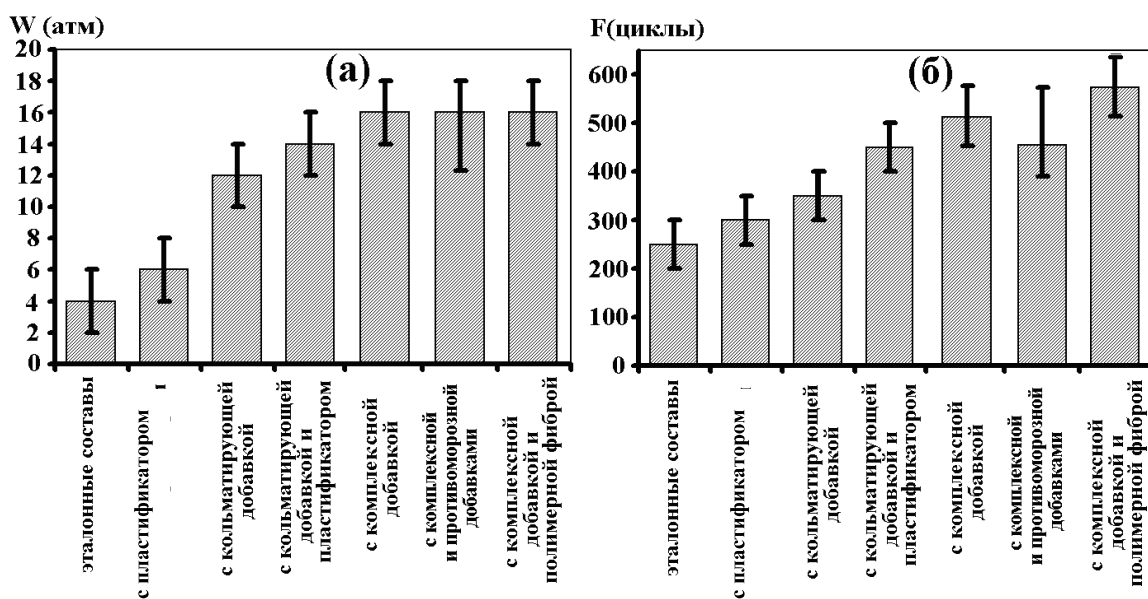 W (атм)
(а)
20
18
16
14
12
10
8
6
4
2
0
эталонные составы
с пластификатором
с кольматирующей
добавкой
с кольматирующей
добавкой и
пластификатором
с комплексной
добавкой
с комплексной
и противоморозной
добавками
с комплексной
добавкой и
полимерной фиброй
F(циклы)
(б)
600
500
400
300
200
100
0
эталонные составы
с пластификатором
с кольматирующей
добавкой
с кольматирующей
добавкой и
пластификатором
с комплексной
добавкой
с комплексной
и противоморозной
добавками
с комплексной
добавкой и
полимерной фиброй